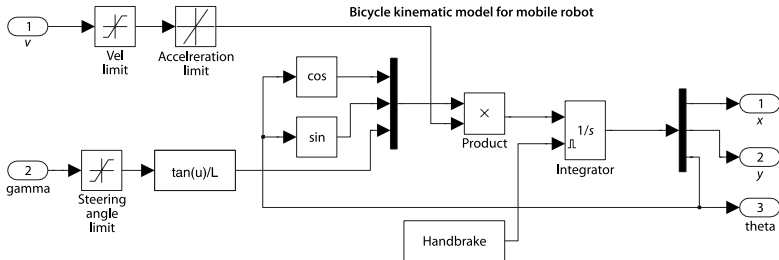 Bicycle kinematic model for mobile robot
1
v
Vel
limit
Accelreration
limit
cos
sin
×
Product
1/s
Integrator
1
x
2
y
3
theta
2
gamma
Steering
angle
limit
tan(u)/L
Handbrake